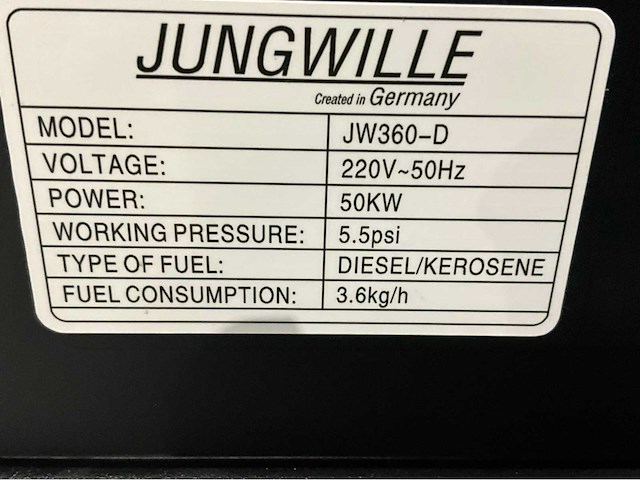 JUNGWILLE
Created in Germany
MODEL: JW360-D
VOLTAGE: 220V~50Hz
POWER: 50KW
WORKING PRESSURE: 5.5psi
TYPE OF FUEL: DIESEL/KEROSENE
FUEL CONSUMPTION: 3.6kg/h